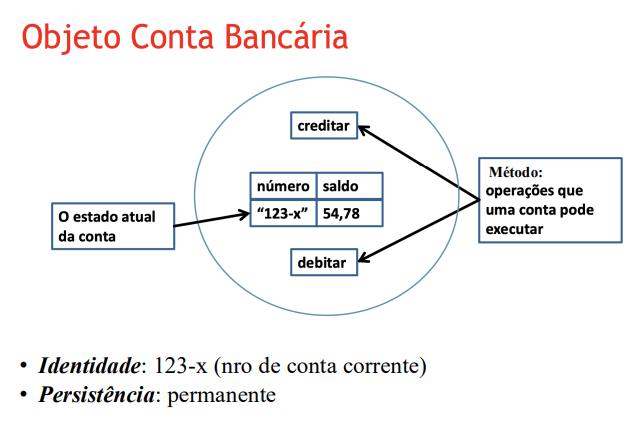 Objeto Conta Bancária
creditar
Método:
operações que
uma conta pode
executar
número saldo
“123-x” 54,78
O estado atual
da conta
debitar
• Identidade: 123-x (nro de conta corrente)
• Persistência: permanente